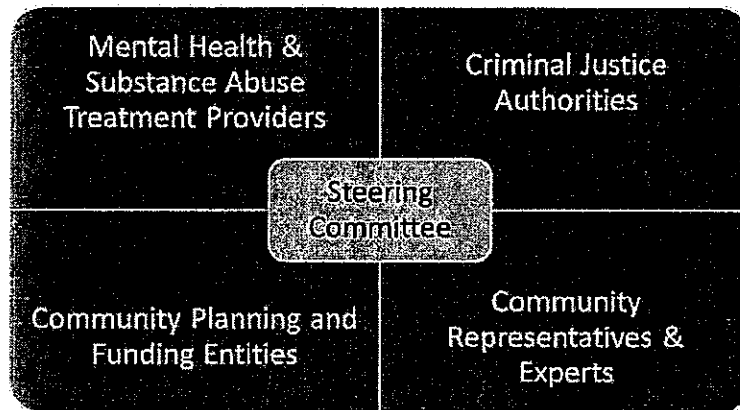 Mental Health &
Substance Abuse
Treatment Providers
Criminal Justice
Authorities
Steering
Committee
Community Planning and
Funding Entities
Community
Representatives &
Experts